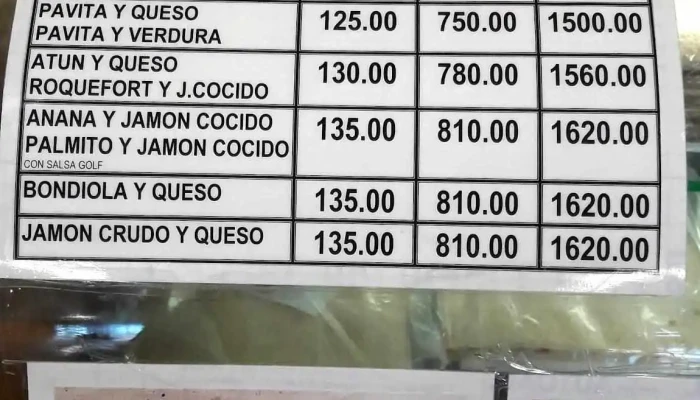 PAVITA Y QUESO
PAVITA Y VERDURA 125.00 750.00 1500.00
ATUN Y QUESO
ROQUEFORT Y J.COCIDO 130.00 780.00 1560.00
ANANA Y JAMON COCIDO
PALMITO Y JAMON COCIDO 135.00 810.00 1620.00
CON SALSA GOLF
BONDIOLA Y QUESO 135.00 810.00 1620.00
JAMON CRUDO Y QUESO 135.00 810.00 1620.00